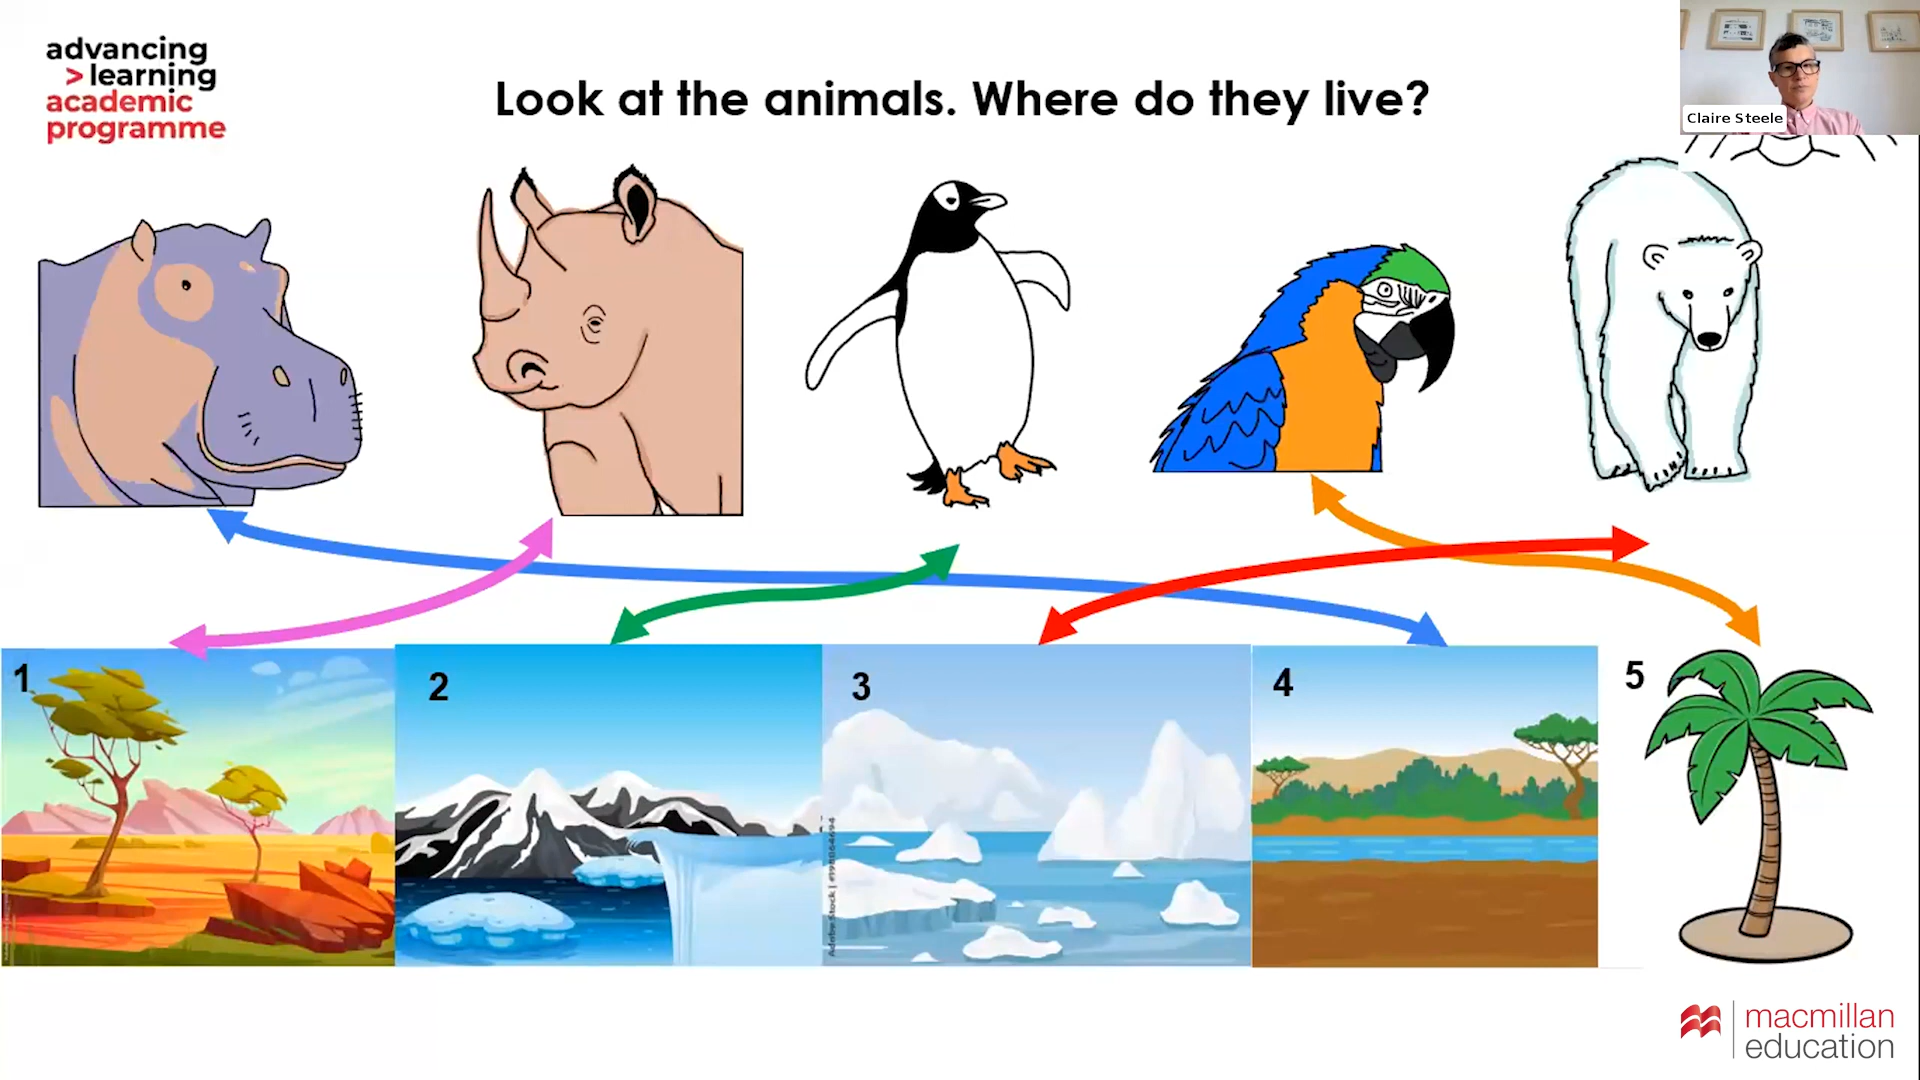 advancing
>learning
academic
programme
Look at the animals. Where do they live?
Claire Steele
1
2
3
4
5
macmillan
education